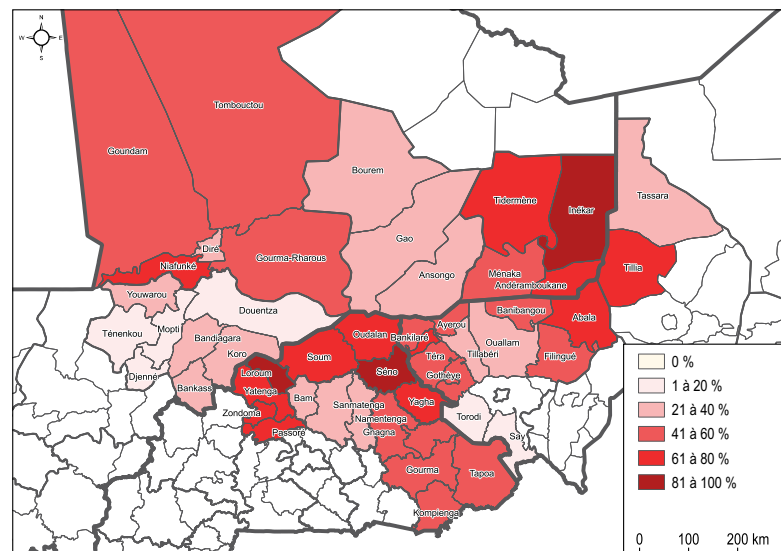 N
W E
S
Tombouctou
Goundam
Bourem
Tassara
Tidermène
Inékar
Diré
Gao
Gourma-Rharous
Niafunké
Tillia
Ansongo
Ménaka
Andéramboukane
Youwarou
Douentza
Banibangou
Abala
Ayerou
Mopti
Ténenkou
Oudalan
Bankilaré
Bandiagara
Ouallam
Koro
Soum
Téra
Tillabéri
Filingué
Djenné
Loroum
Séno
Gothèye
Bankass
Yatenga
Bam
Sanmatenga
Yagha
Zondoma
Namentenga
Torodi
Passoré
Gnagna
Say
Gourma
Tapoa
Kompienga
0 %
1 à 20 %
21 à 40 %
41 à 60 %
61 à 80 %
81 à 100 %
0 100 200 km